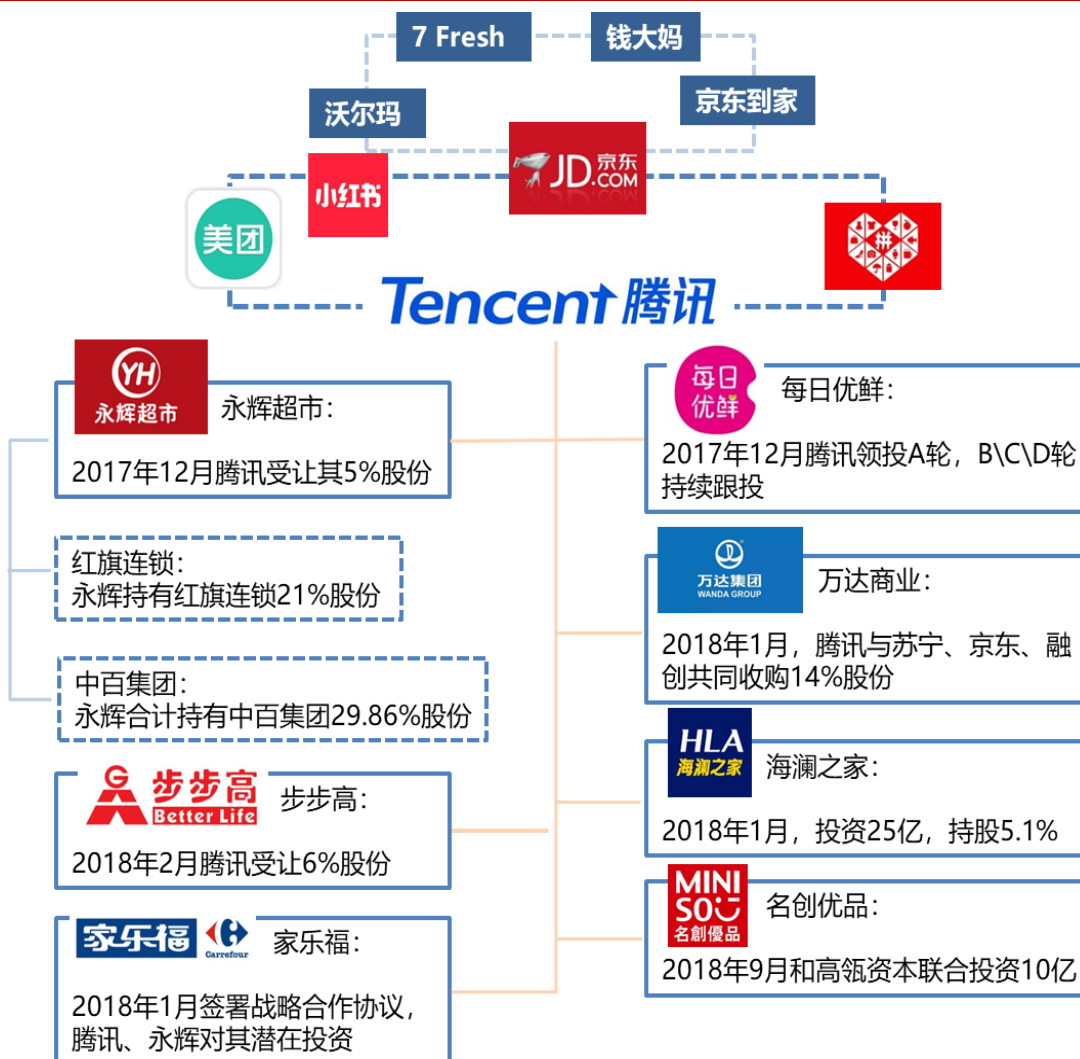 7 Fresh
钱大妈
沃尔玛
京东到家
小红书
JD 京东
.COM
美团
拼
Tencent 腾讯
YH
永辉超市
永辉超市：
2017年12月腾讯受让其5%股份
红旗连锁：
永辉持有红旗连锁21%股份
中百集团：
永辉合计持有中百集团29.86%股份
步步高
Better Life
步步高：
2018年2月腾讯受让6%股份
家乐福
Carrefour
家乐福：
2018年1月签署战略合作协议，
腾讯、永辉对其潜在投资
每日
优鲜
每日优鲜：
2017年12月腾讯领投A轮，B\C\D轮
持续跟投
万达集团
WANDA GROUP
万达商业：
2018年1月，腾讯与苏宁、京东、融
创共同收购14%股份
HLA
海澜之家
海澜之家：
2018年1月，投资25亿，持股5.1%
MINI
SO
名創優品
名创优品：
2018年9月和高瓴资本联合投资10亿